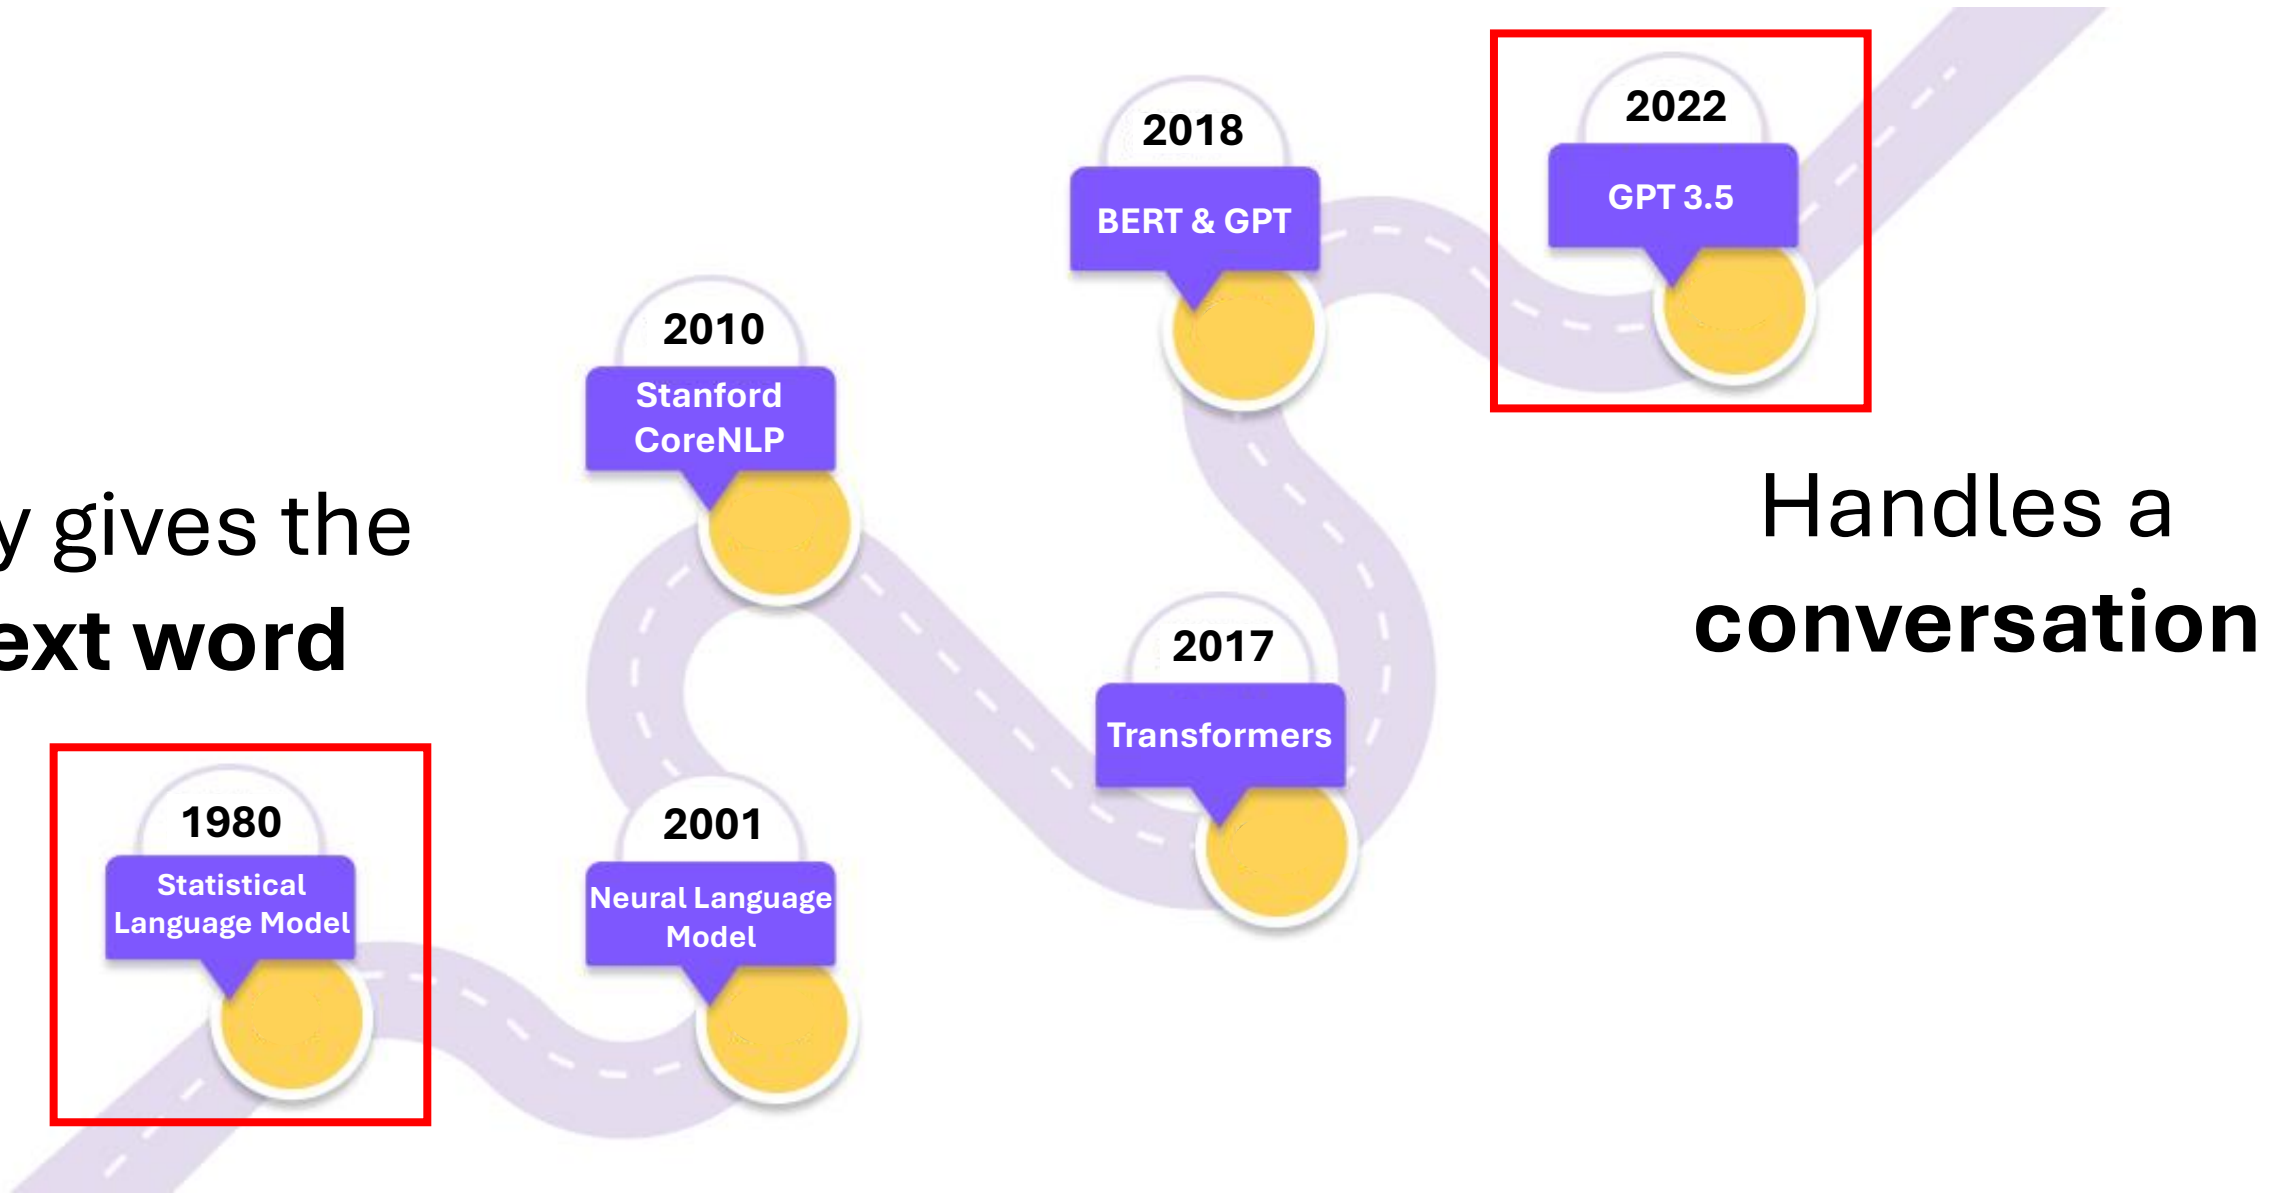 2022
GPT 3.5
2018
BERT & GPT
2010
Stanford
CoreNLP
y gives the
ext word
Handles a
conversation
2017
Transformers
1980
Statistical
Language Model
2001
Neural Language
Model